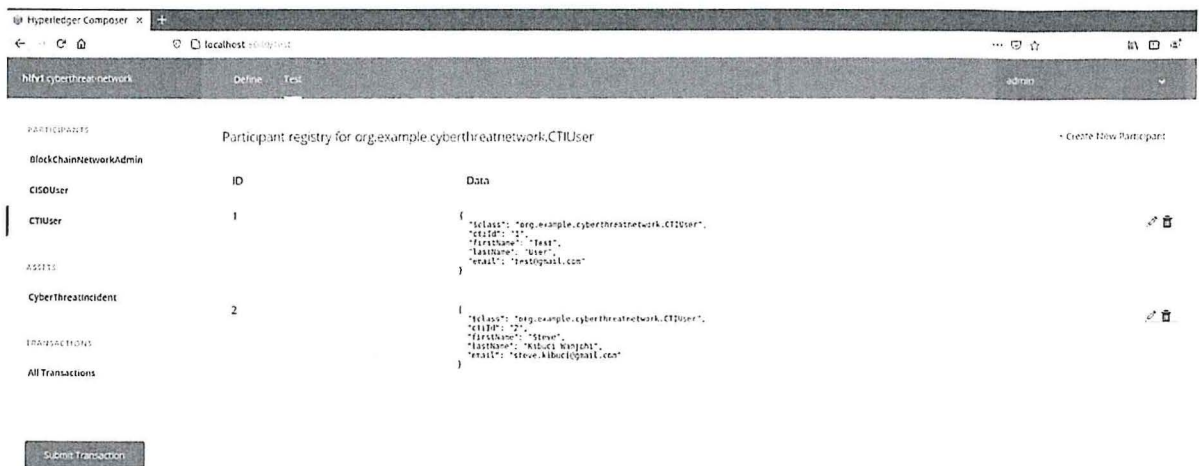 Hyperledger Composer × +
localhost
hlfv1 cyberthreat-network Define Test admin
PARTICIPANTS
Participant registry for org.example.cyberthreatnetwork.CTIUser
+ Create New Participant
BlockChainNetworkAdmin
CISOUser
CTIUser
ASSETS
CyberThreatIncident
TRANSACTIONS
All Transactions
Submit Transaction
ID Data
1 {
"$class": "org.example.cyberthreatnetwork.CTIUser",
"ctiId": "1",
"firstName": "Test",
"lastName": "User",
"email": "test@gmail.com"
}
2 {
"$class": "org.example.cyberthreatnetwork.CTIUser",
"ctiId": "2",
"firstName": "Steve",
"lastName": "Kibuci Wanjohi",
"email": "steve.kibuci@gmail.com"
}